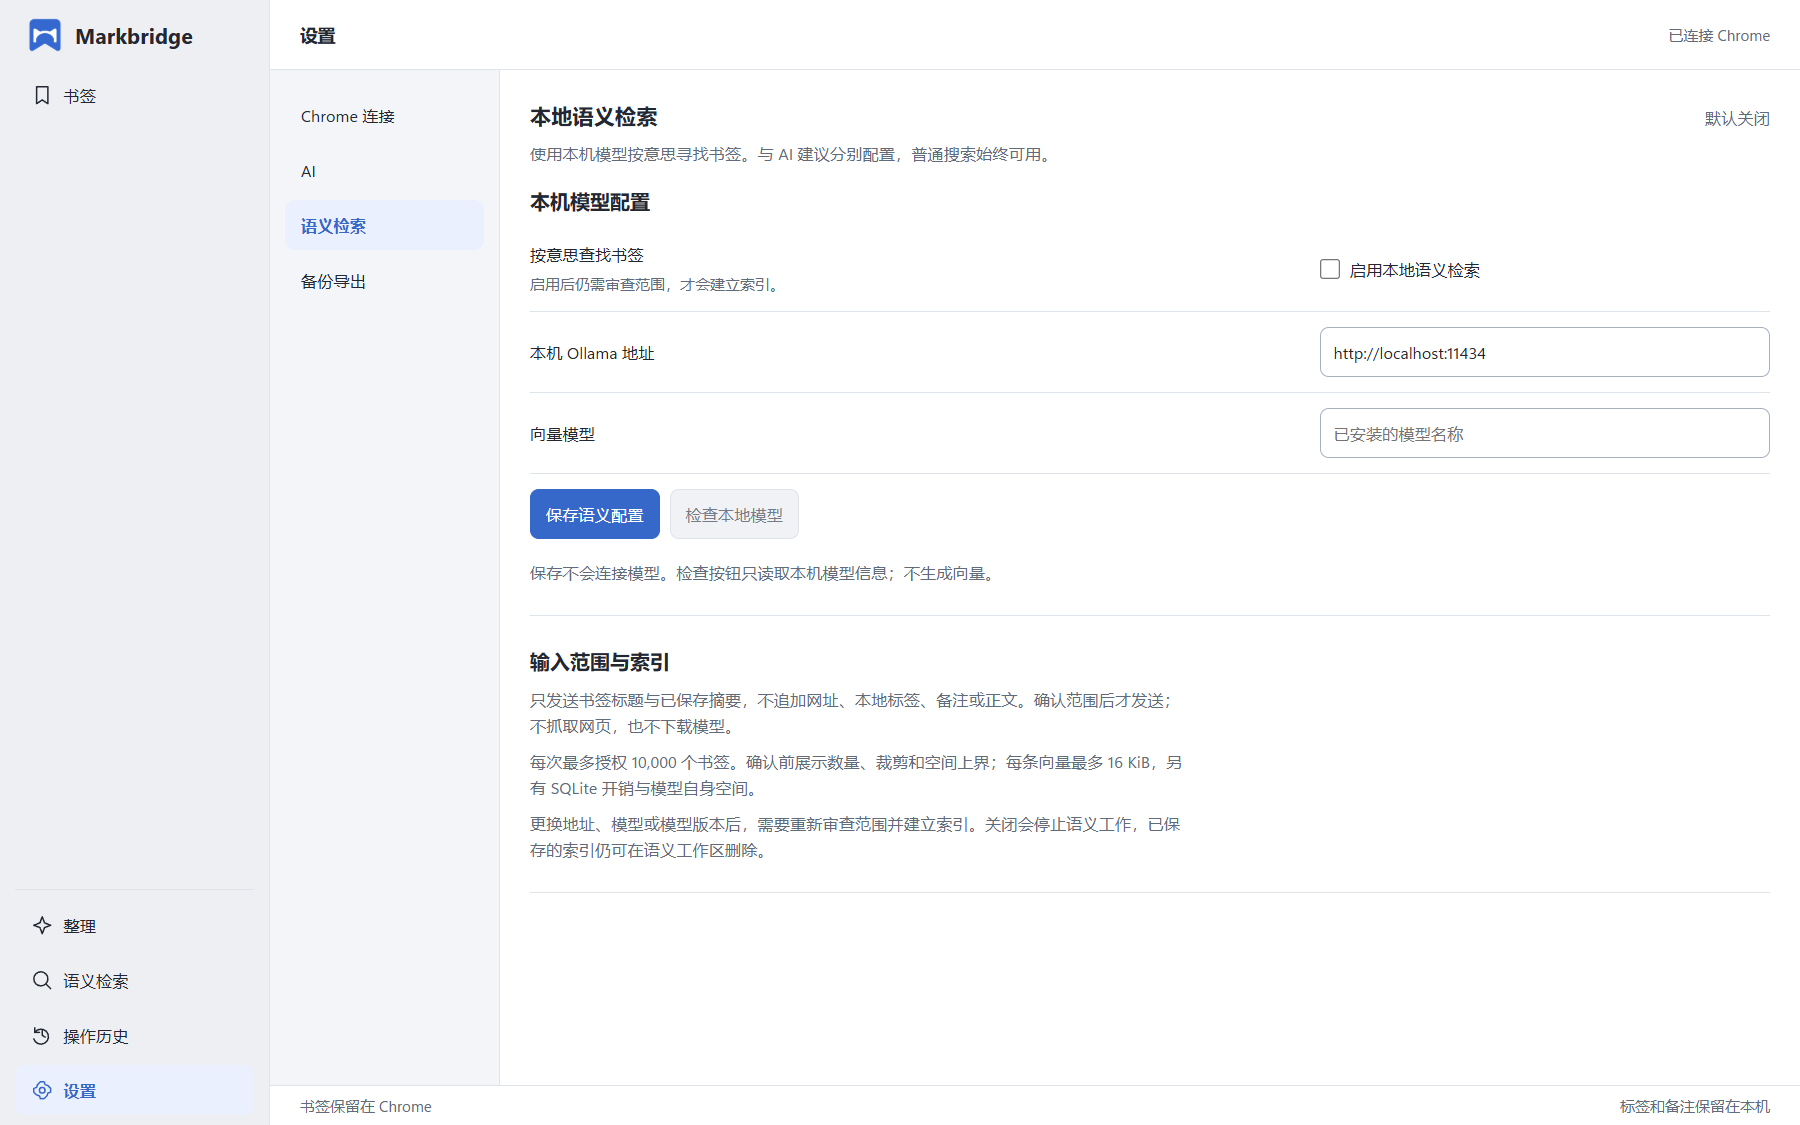 Markbridge
书签
整理
语义检索
操作历史
设置
设置
已连接 Chrome
Chrome 连接
AI
语义检索
备份导出
本地语义检索
默认关闭
使用本机模型按意思寻找书签。与 AI 建议分别配置，普通搜索始终可用。
本机模型配置
按意思查找书签
启用后仍需审查范围，才会建立索引。
启用本地语义检索
本机 Ollama 地址
http://localhost:11434
向量模型
已安装的模型名称
保存语义配置
检查本地模型
保存不会连接模型。检查按钮只读取本机模型信息；不生成向量。
输入范围与索引
只发送书签标题与已保存摘要，不追加网址、本地标签、备注或正文。确认范围后才发送；
不抓取网页，也不下载模型。
每次最多授权 10,000 个书签。确认前展示数量、裁剪和空间上界；每条向量最多 16 KiB，另
有 SQLite 开销与模型自身空间。
更换地址、模型或模型版本后，需要重新审查范围并建立索引。关闭会停止语义工作，已保
存的索引仍可在语义工作区删除。
书签保留在 Chrome
标签和备注保留在本机